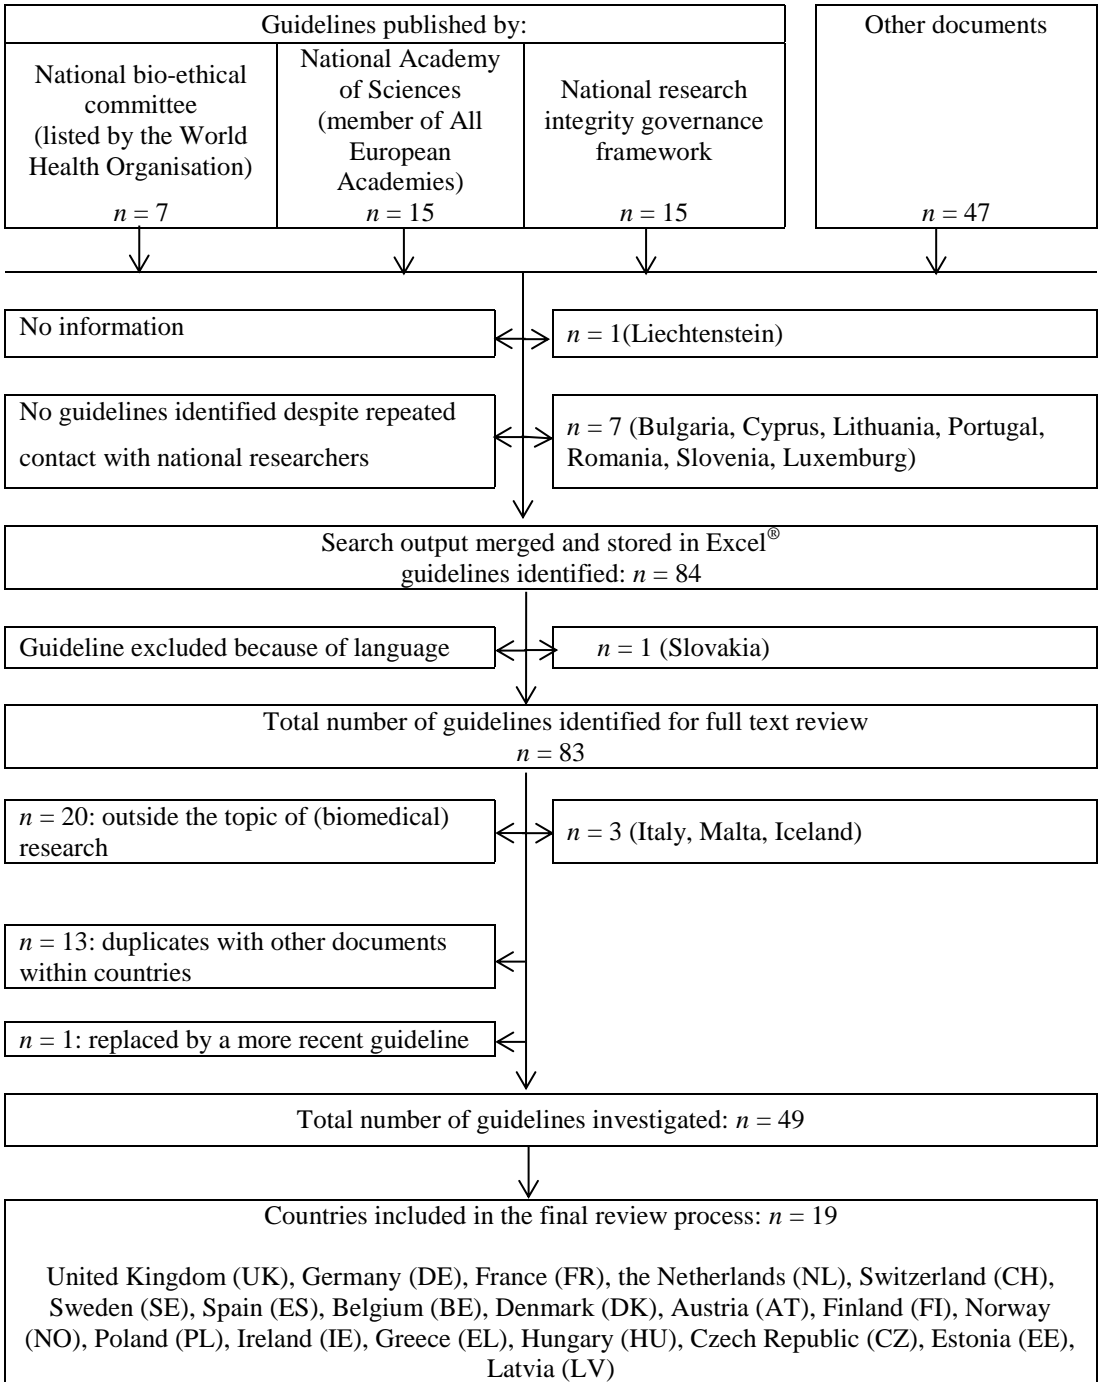 Guidelines published by:
National bio-ethical
committee
(listed by the World
Health Organisation)
n = 7
National Academy
of Sciences
(member of All
European
Academies)
n = 15
National research
integrity governance
framework
n = 15
Other documents
n = 47
No information
n = 1(Liechtenstein)
No guidelines identified despite repeated
contact with national researchers
n = 7 (Bulgaria, Cyprus, Lithuania, Portugal,
Romania, Slovenia, Luxemburg)
Search output merged and stored in Excel®
guidelines identified: n = 84
Guideline excluded because of language
n = 1 (Slovakia)
Total number of guidelines identified for full text review
n = 83
n = 20: outside the topic of (biomedical)
research
n = 3 (Italy, Malta, Iceland)
n = 13: duplicates with other documents
within countries
n = 1: replaced by a more recent guideline
Total number of guidelines investigated: n = 49
Countries included in the final review process: n = 19
United Kingdom (UK), Germany (DE), France (FR), the Netherlands (NL), Switzerland (CH),
Sweden (SE), Spain (ES), Belgium (BE), Denmark (DK), Austria (AT), Finland (FI), Norway
(NO), Poland (PL), Ireland (IE), Greece (EL), Hungary (HU), Czech Republic (CZ), Estonia (EE),
Latvia (LV)